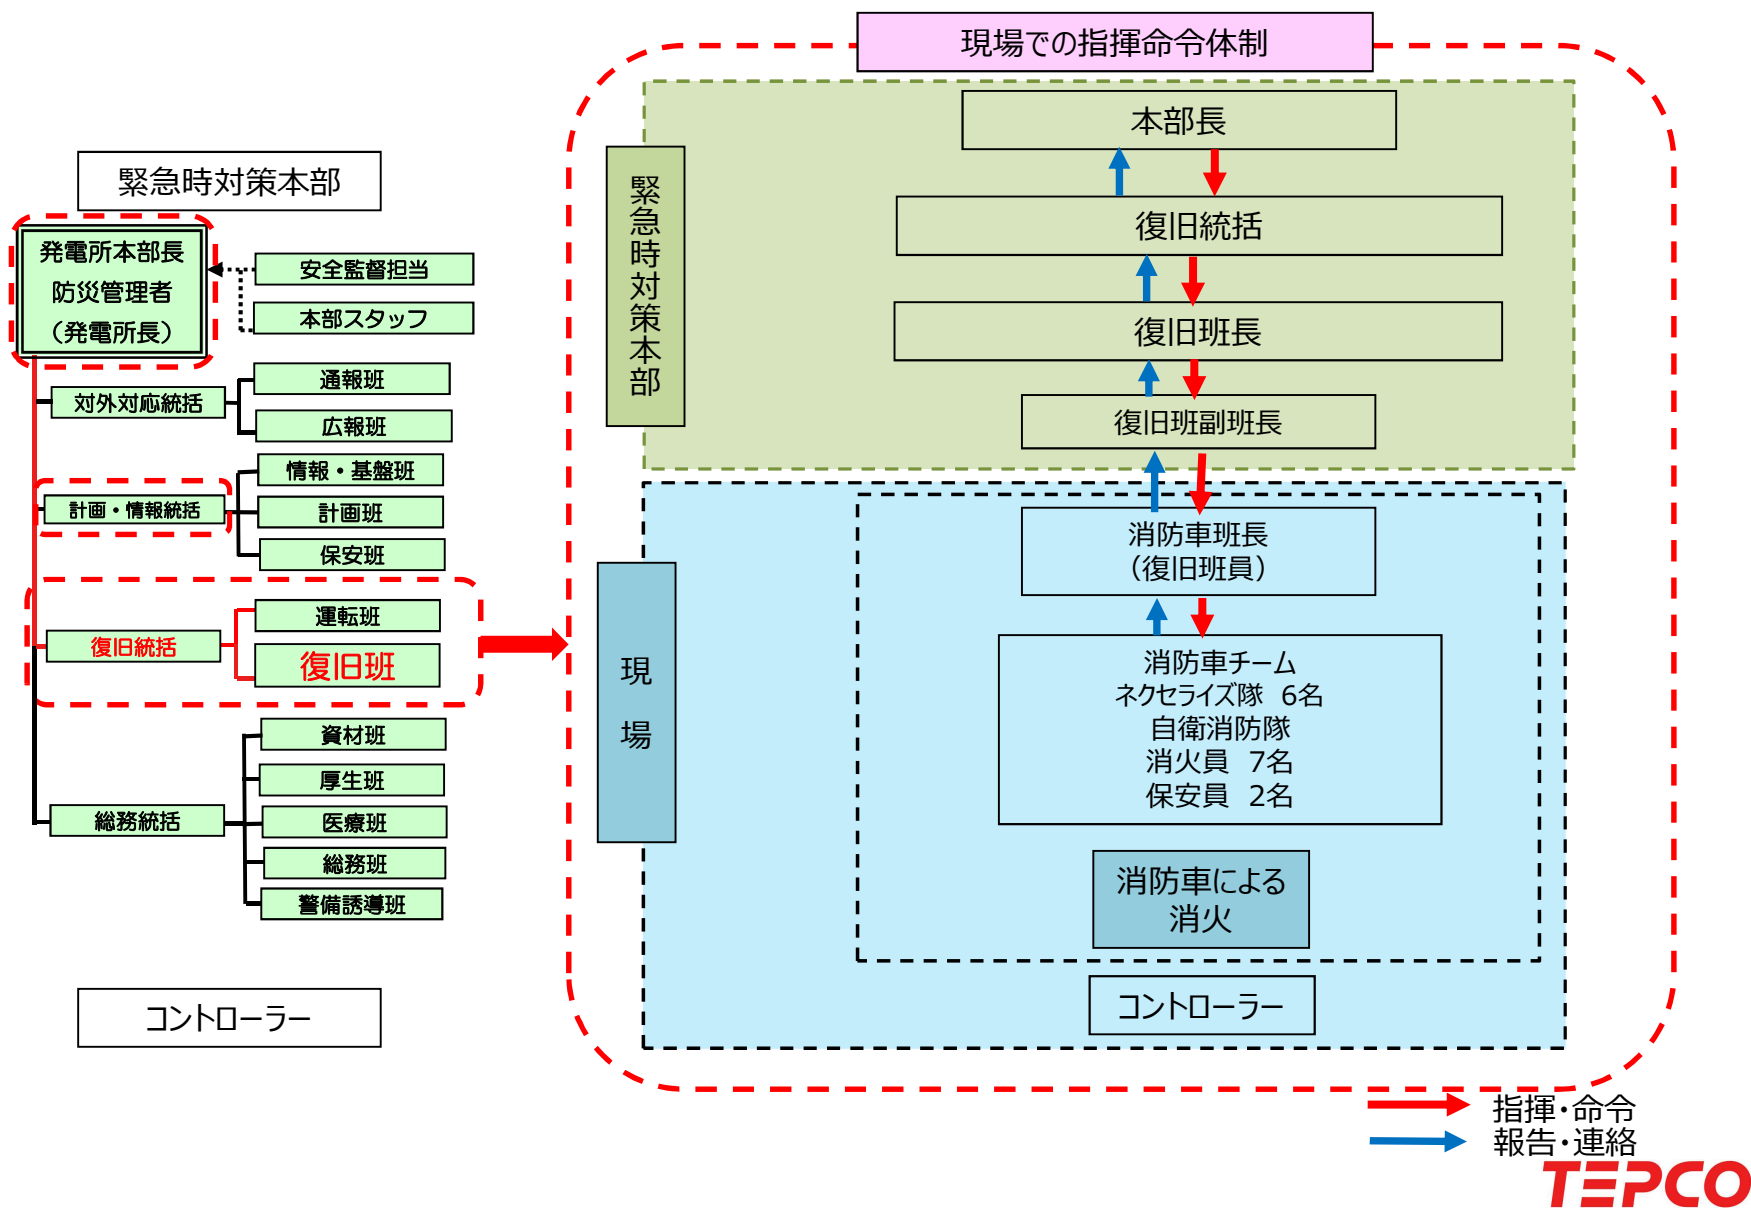 現場での指揮命令体制
緊急時対策本部
発電所本部長
防災管理者
（発電所長）
安全監督担当
本部スタッフ
対外対応統括
通報班
広報班
計画・情報統括
情報・基盤班
計画班
保安班
復旧統括
運転班
復旧班
総務統括
資材班
厚生班
医療班
総務班
警備誘導班
コントローラー
緊急時対策本部
本部長
復旧統括
復旧班長
復旧班副班長
現場
消防車班長
（復旧班員）
消防車チーム
ネクセライズ隊　6名
自衛消防隊
消火員　7名
保安員　2名
消防車による
消火
コントローラー
指揮・命令
報告・連絡
TEPCO